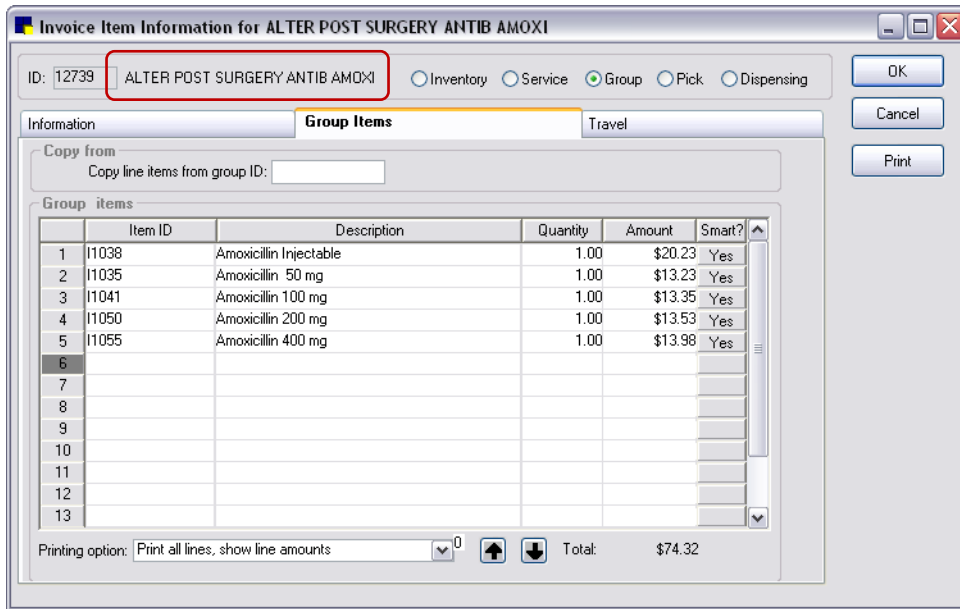 Invoice Item Information for ALTER POST SURGERY ANTIB AMOXI
ID: 12739 ALTER POST SURGERY ANTIB AMOXI Inventory Service Group Pick Dispensing OK
Information Group Items Travel Cancel
Copy from
Copy line items from group ID: Print
Group items
Item ID Description Quantity Amount Smart?
1 I1038 Amoxicillin Injectable 1.00 $20.23 Yes
2 I1035 Amoxicillin 50 mg 1.00 $13.23 Yes
3 I1041 Amoxicillin 100 mg 1.00 $13.35 Yes
4 I1050 Amoxicillin 200 mg 1.00 $13.53 Yes
5 I1055 Amoxicillin 400 mg 1.00 $13.98 Yes
6
7
8
9
10
11
12
13
Printing option: Print all lines, show line amounts 0 Total: $74.32